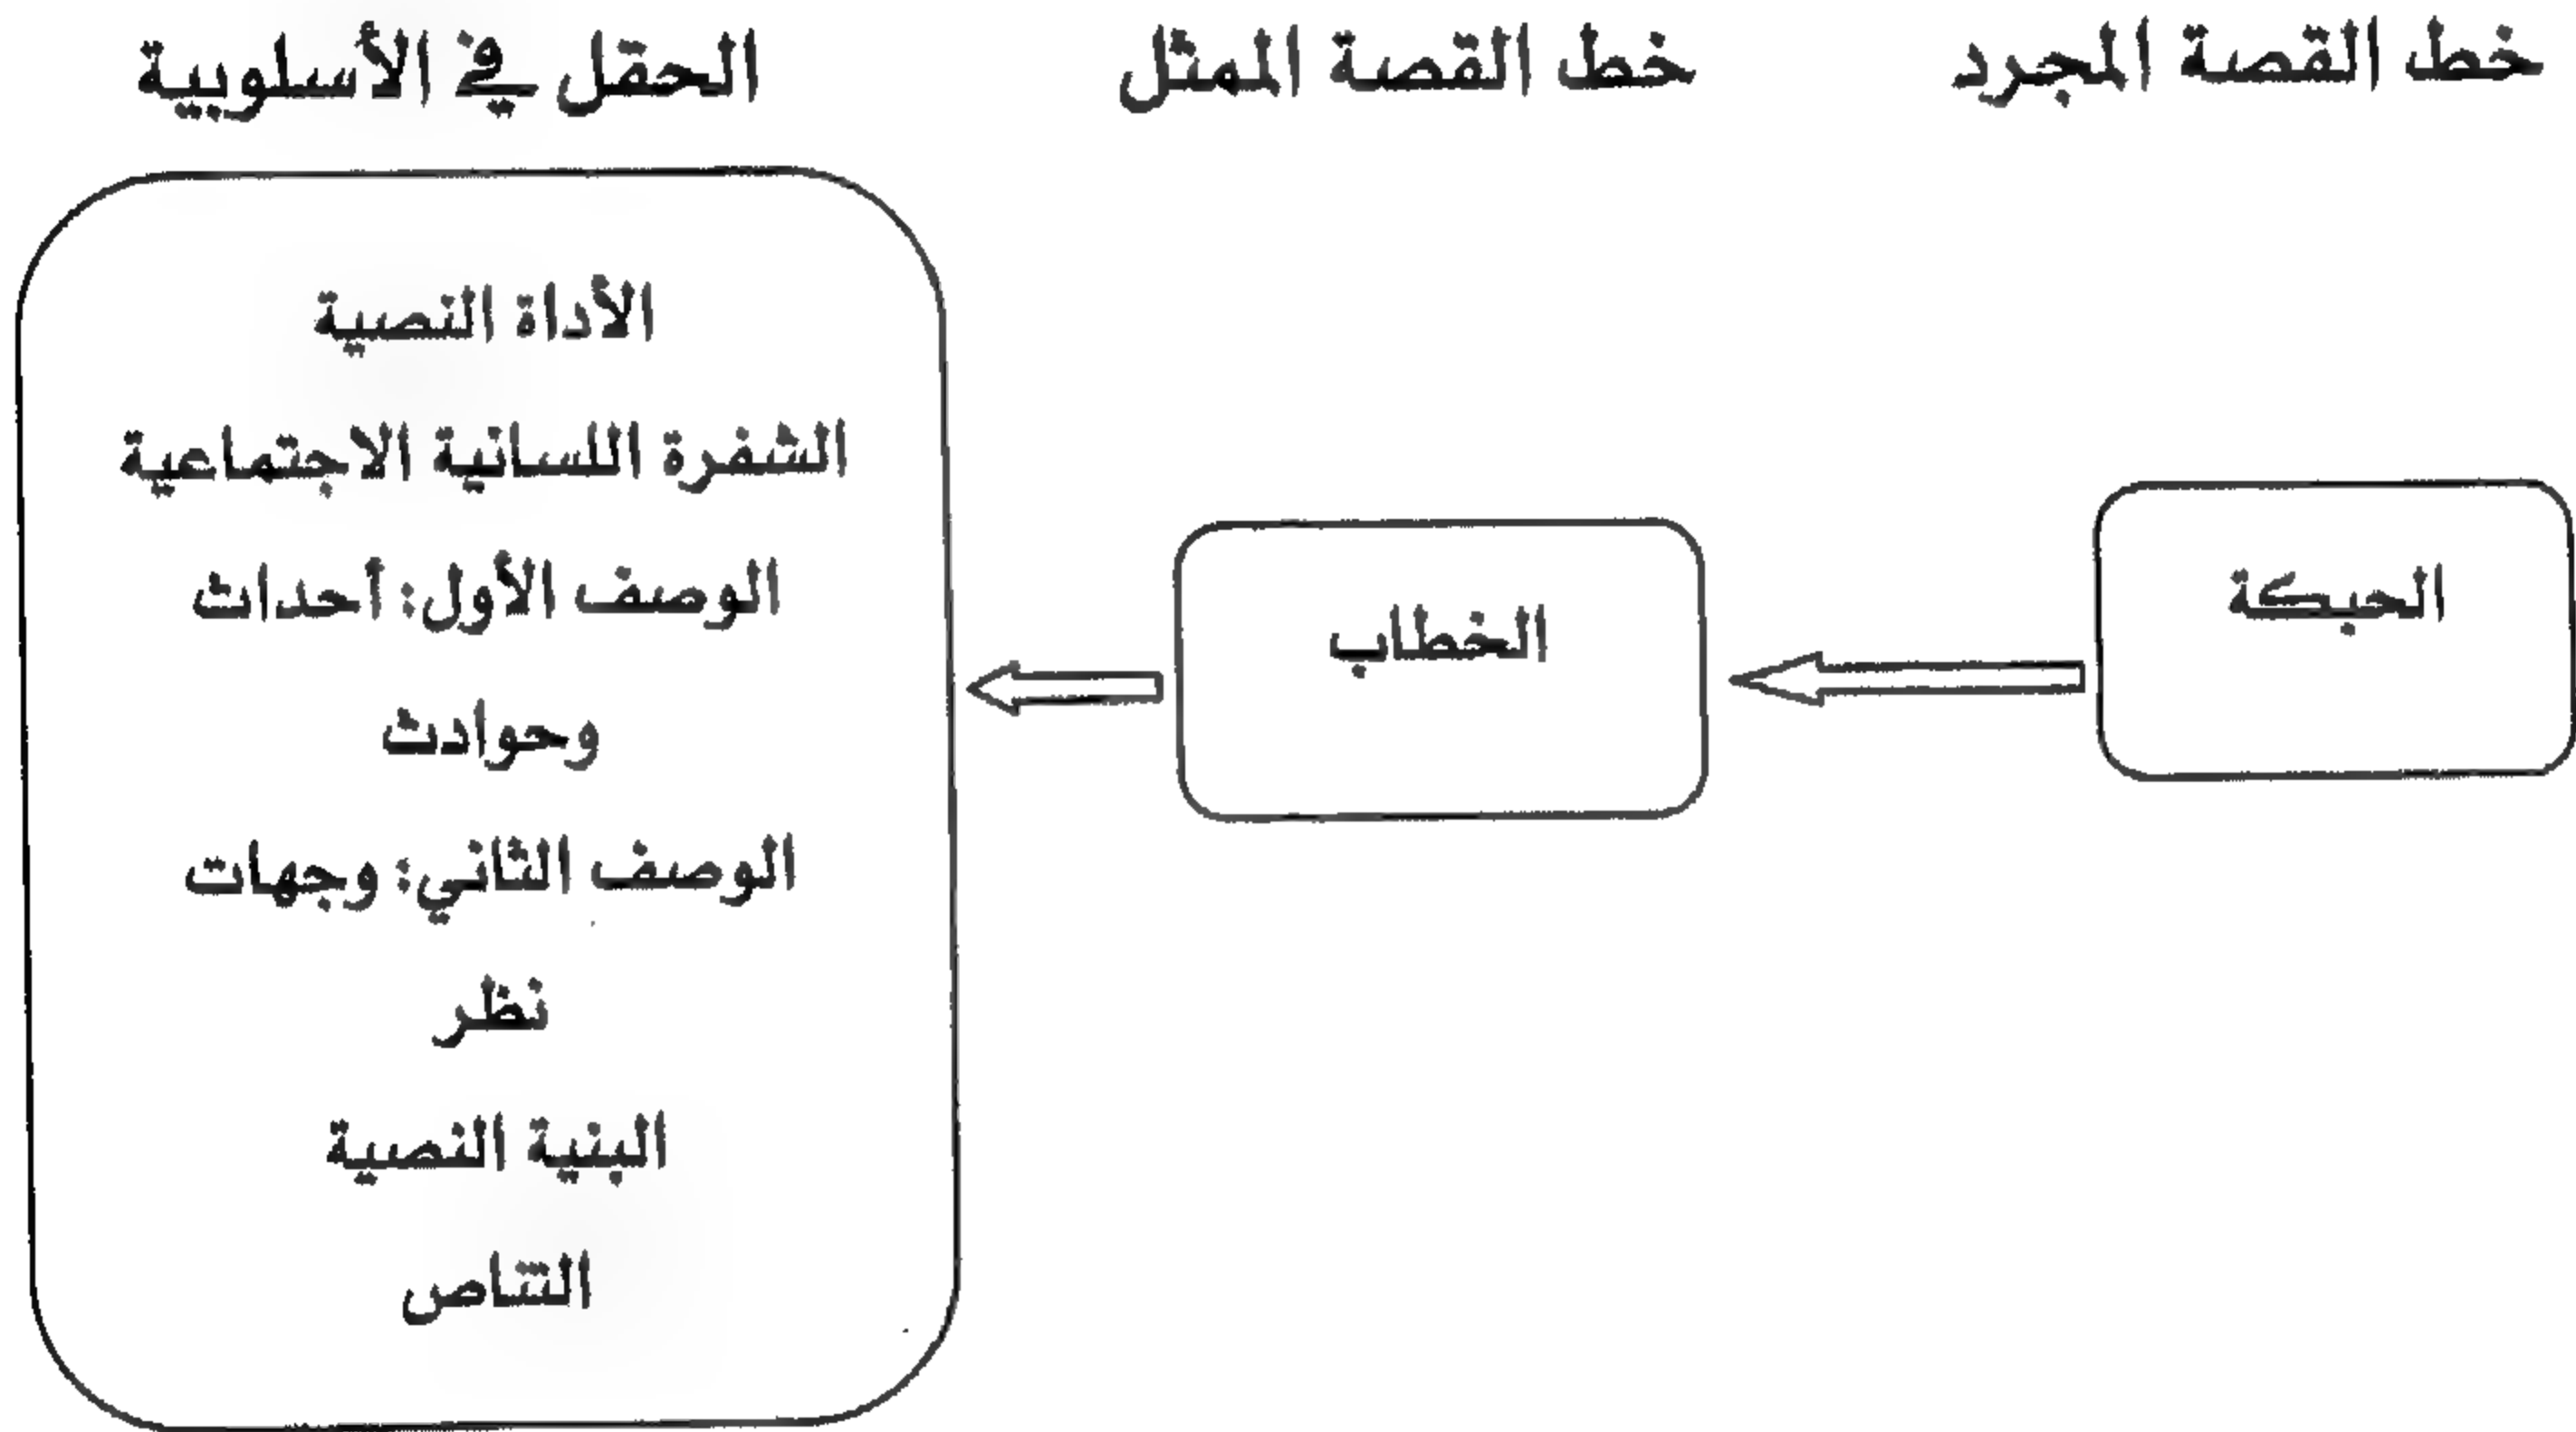 خط القصة المجرد
خط القصة الممثل
الحقل في الأسلوبية
الحبكة
الخطاب
الأداة النصية
الشفرة اللسانية الاجتماعية
الوصف الأول: أحداث
وحوادث
الوصف الثاني: وجهات
نظر
البنية النصية
التناص